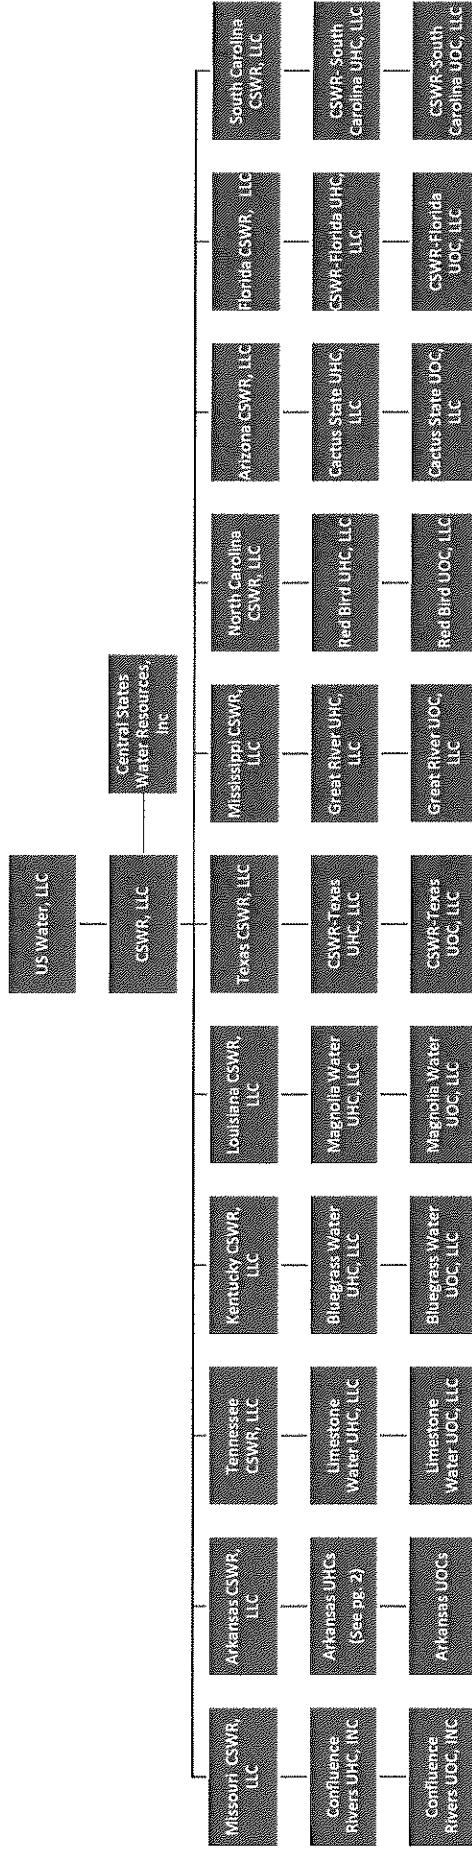 US Water, LLC
CSWR, LLC
Central States
Water Resources,
Inc
Missouri CSWR,
LLC
Arkansas CSWR,
LLC
Tennessee
CSWR, LLC
Kentucky CSWR,
LLC
Louisiana CSWR,
LLC
Texas CSWR, LLC
Mississippi CSWR,
LLC
North Carolina
CSWR, LLC
Arizona CSWR, LLC
Florida CSWR, LLC
South Carolina
CSWR, LLC
Confluence
Rivers UHC, INC
Arkansas UHCs
(See pg. 2)
Limestone
Water UHC, LLC
Bluegrass Water
UHC, LLC
Magnolia Water
UHC, LLC
CSWR-Texas
UHC, LLC
Great River UHC,
LLC
Red Bird UHC, LLC
Cactus State UHC,
LLC
CSWR-Florida UHC,
LLC
CSWR- South
Carolina UHC, LLC
Confluence
Rivers UOC, INC
Arkansas UOCs
Limestone
Water UOC, LLC
Bluegrass Water
UOC, LLC
Magnolia Water
UOC, LLC
CSWR-Texas
UOC, LLC
Great River UOC,
LLC
Red Bird UOC, LLC
Cactus State UOC,
LLC
CSWR-Florida
UOC, LLC
CSWR-South
Carolina UOC, LLC